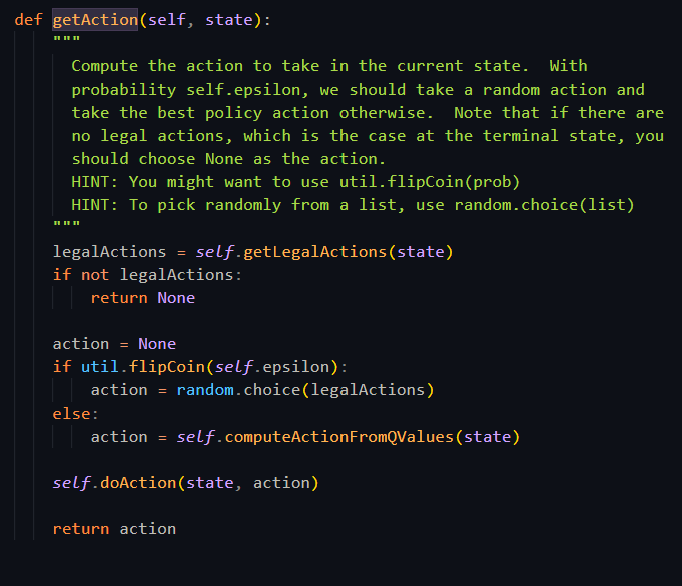 def getAction(self, state):
    """
      Compute the action to take in the current state.  With
      probability self.epsilon, we should take a random action and
      take the best policy action otherwise.  Note that if there are
      no legal actions, which is the case at the terminal state, you
      should choose None as the action.
      HINT: You might want to use util.flipCoin(prob)
      HINT: To pick randomly from a list, use random.choice(list)
    """
    legalActions = self.getLegalActions(state)
    if not legalActions:
        return None

    action = None
    if util.flipCoin(self.epsilon):
        action = random.choice(legalActions)
    else:
        action = self.computeActionFromQValues(state)

    self.doAction(state, action)

    return action